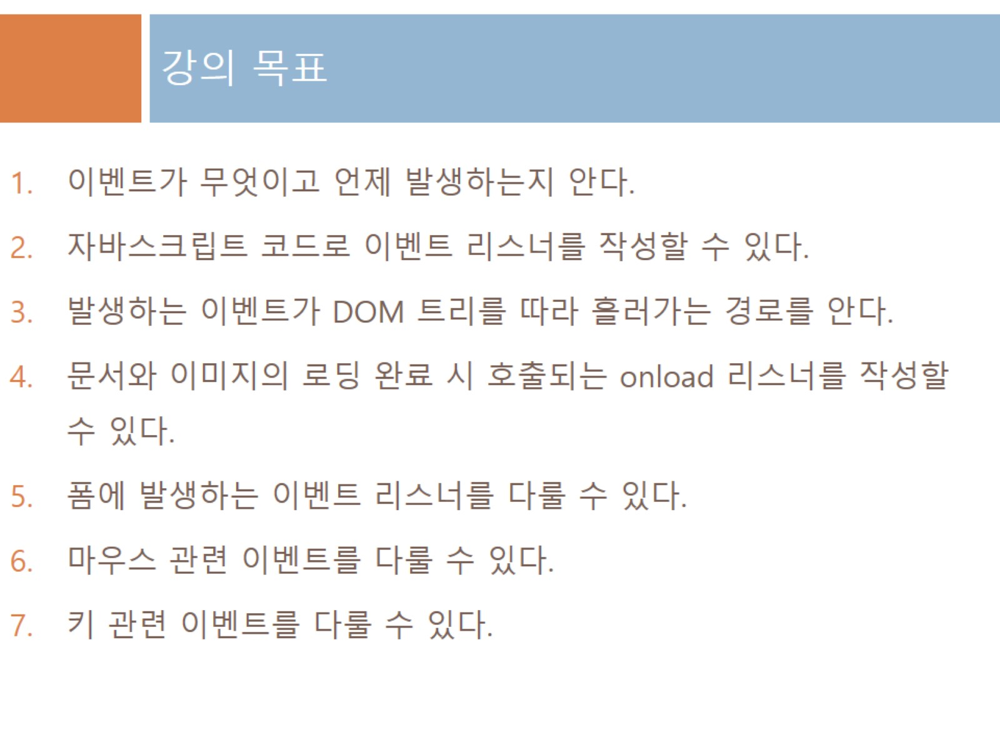 강의 목표
1. 이벤트가 무엇이고 언제 발생하는지 안다.
2. 자바스크립트 코드로 이벤트 리스너를 작성할 수 있다.
3. 발생하는 이벤트가 DOM 트리를 따라 흘러가는 경로를 안다.
4. 문서와 이미지의 로딩 완료 시 호출되는 onload 리스너를 작성할
수 있다.
5. 폼에 발생하는 이벤트 리스너를 다룰 수 있다.
6. 마우스 관련 이벤트를 다룰 수 있다.
7. 키 관련 이벤트를 다룰 수 있다.